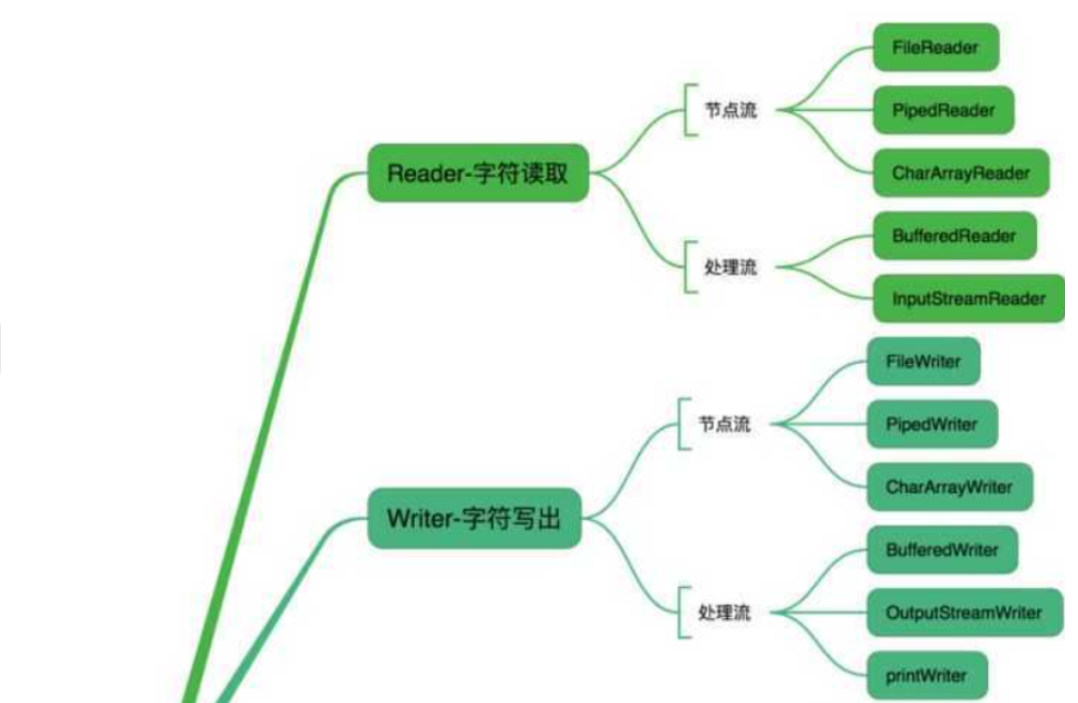 Reader-字符读取
节点流
FileReader
PipedReader
CharArrayReader
处理流
BufferedReader
InputStreamReader
Writer-字符写出
节点流
FileWriter
PipedWriter
CharArrayWriter
处理流
BufferedWriter
OutputStreamWriter
printWriter